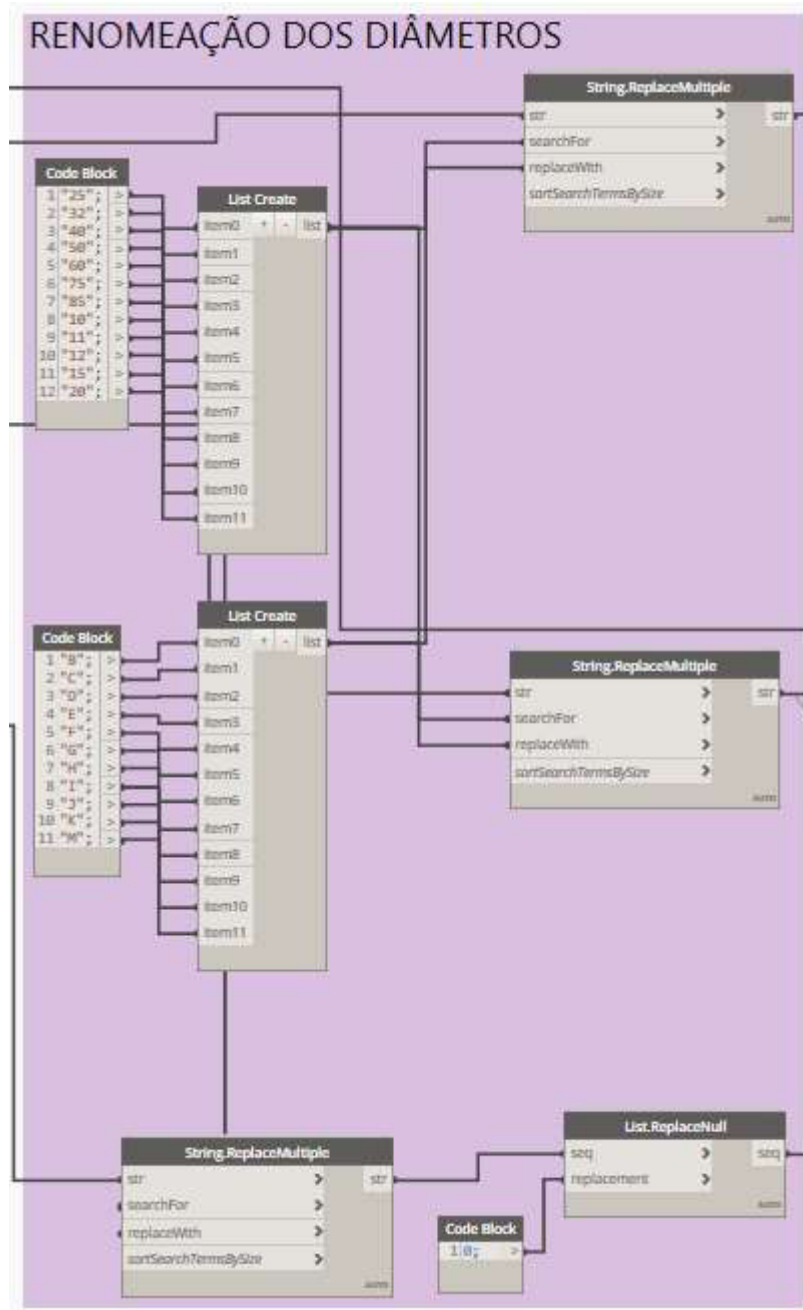 RENOMEAÇÃO DOS DIÂMETROS
String.ReplaceMultiple
str > str
searchFor >
replaceWith >
sortSearchTermsBySize >
auto
Code Block
1 "25"; >
2 "32"; >
3 "40"; >
4 "50"; >
5 "60"; >
6 "75"; >
7 "85"; >
8 "10"; >
9 "11"; >
10 "12"; >
11 "15"; >
12 "20"; >
List Create
item0 + - list
item1
item2
item3
item4
item5
item6
item7
item8
item9
item10
item11
Code Block
1 "B"; >
2 "C"; >
3 "D"; >
4 "E"; >
5 "F"; >
6 "G"; >
7 "H"; >
8 "I"; >
9 "J"; >
10 "K"; >
11 "M"; >
List Create
item0 + - list
item1
item2
item3
item4
item5
item6
item7
item8
item9
item10
item11
String.ReplaceMultiple
str > str
searchFor >
replaceWith >
sortSearchTermsBySize >
auto
String.ReplaceMultiple
str > str
searchFor >
replaceWith >
sortSearchTermsBySize >
auto
List.ReplaceNull
seq > seq
replacement >
auto
Code Block
1 0; >